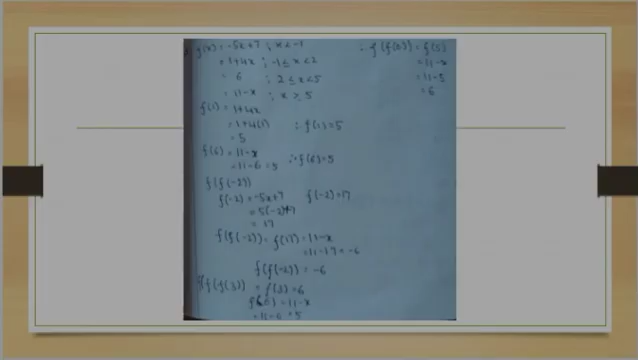 f(x) = -5x+7 ; x<-1
= 1+4x ; -1≤x<2
= 6 ; 2≤x<5
= 11-x ; x≥5
f(1) = 1+4x
= 1+4(1) ∴ f(1)=5
= 5
f(6) = 11-x
= 11-6 = 5 ∴ f(6)=5
f(f(-2))
f(-2) = -5x+7 f(-2)=17
= 5(-2)+7
= 17
f(f(-2)) = f(17) = 11-x
= 11-17 = -6
f(f(-2)) = -6
f(f(f(3))) = f(3)=6
f(6) = 11-x
= 11-6 = 5
∴ f(f(6)) = f(5)
= 11-x
= 11-5
= 6